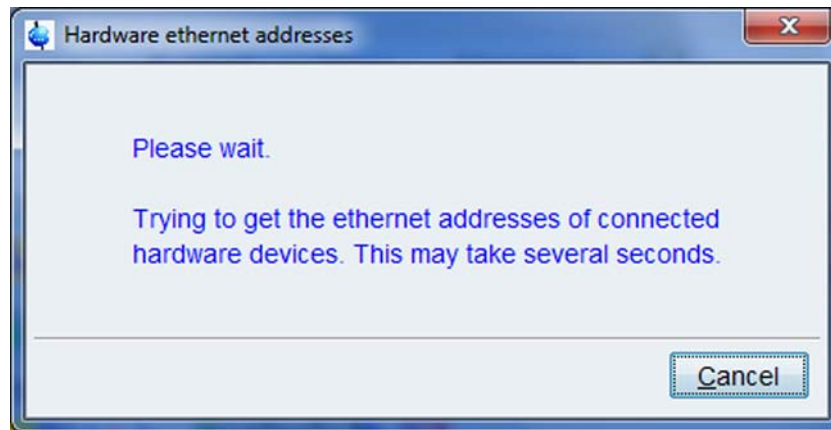 Hardware ethernet addresses
Please wait.
Trying to get the ethernet addresses of connected
hardware devices. This may take several seconds.
Cancel